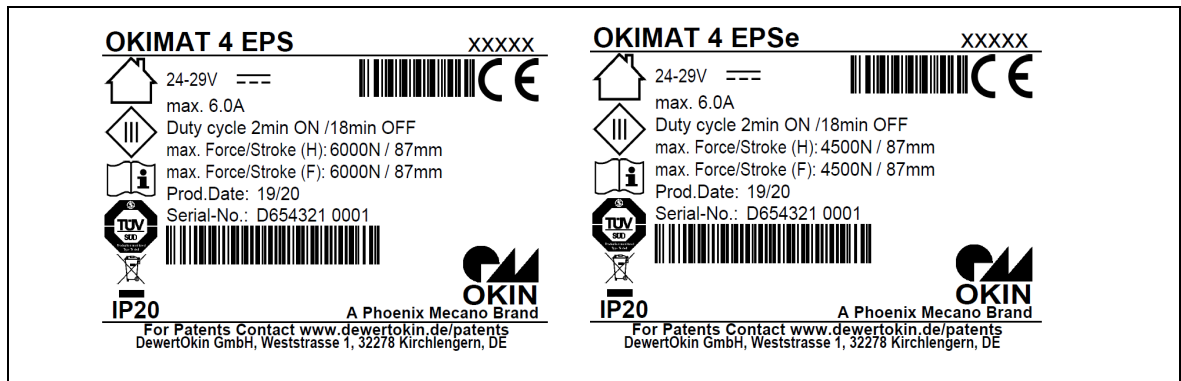 OKIMAT 4 EPS
xxxxx
24-29V
max. 6.0A
Duty cycle 2min ON /18min OFF
max. Force/Stroke (H): 6000N / 87mm
max. Force/Stroke (F): 6000N / 87mm
Prod.Date: 19/20
Serial-No.: D654321 0001
CE
III
i
TÜV
SÜD
IP20
OKIN
A Phoenix Mecano Brand
For Patents Contact www.dewertokin.de/patents
DewertOkin GmbH, Weststrasse 1, 32278 Kirchlengern, DE
OKIMAT 4 EPSe
xxxxx
24-29V
max. 6.0A
Duty cycle 2min ON /18min OFF
max. Force/Stroke (H): 4500N / 87mm
max. Force/Stroke (F): 4500N / 87mm
Prod.Date: 19/20
Serial-No.: D654321 0001
CE
III
i
TÜV
SÜD
IP20
OKIN
A Phoenix Mecano Brand
For Patents Contact www.dewertokin.de/patents
DewertOkin GmbH, Weststrasse 1, 32278 Kirchlengern, DE